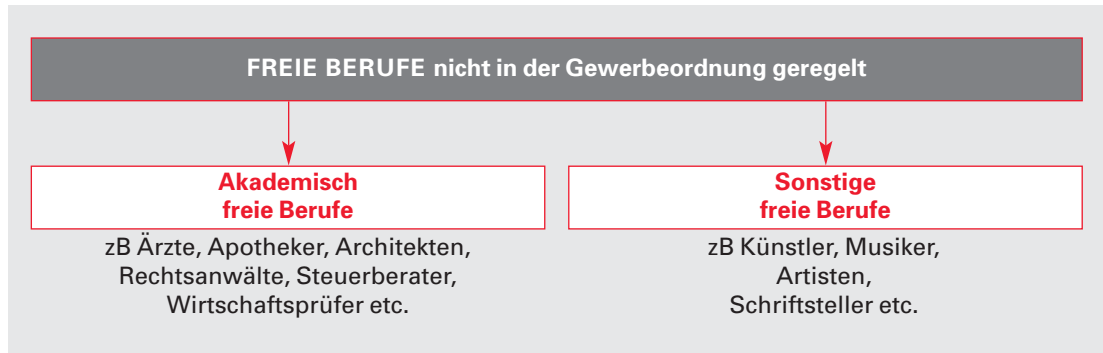 FREIE BERUFE nicht in der Gewerbeordnung geregelt
Akademisch
freie Berufe
zB Ärzte, Apotheker, Architekten,
Rechtsanwälte, Steuerberater,
Wirtschaftsprüfer etc.
Sonstige
freie Berufe
zB Künstler, Musiker,
Artisten,
Schriftsteller etc.